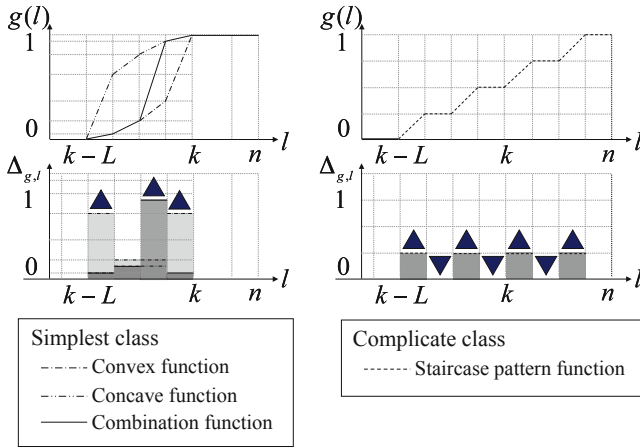 g(l)
1
0
k − L
k
n
l
Δg,l
1
0
k − L
k
n
l
Simplest class
Convex function
Concave function
Combination function
g(l)
1
0
k − L
k
n
l
Δg,l
1
0
k − L
k
n
l
Complicate class
Staircase pattern function